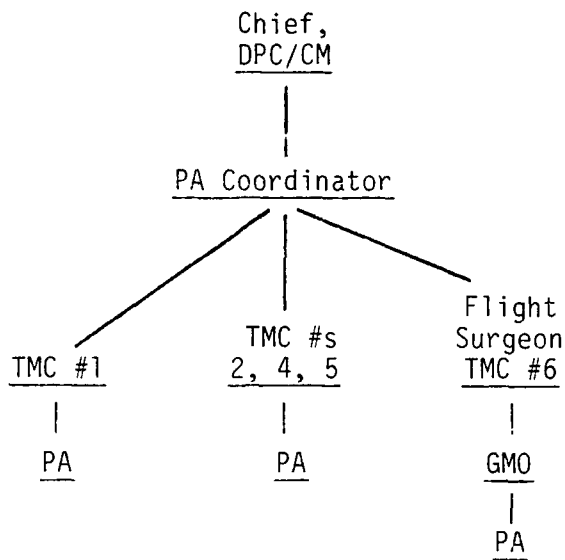 Chief,
DPC/CM
PA Coordinator
TMC #1
PA
TMC #s
2, 4, 5
PA
Flight
Surgeon
TMC #6
GMO
PA